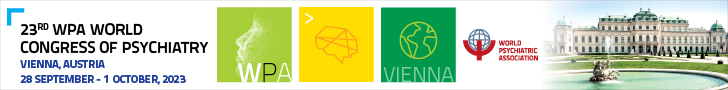 23RD WPA WORLD
CONGRESS OF PSYCHIATRY
VIENNA, AUSTRIA
28 SEPTEMBER - 1 OCTOBER, 2023
WPA
>
VIENNA
WORLD
PSYCHIATRIC
ASSOCIATION